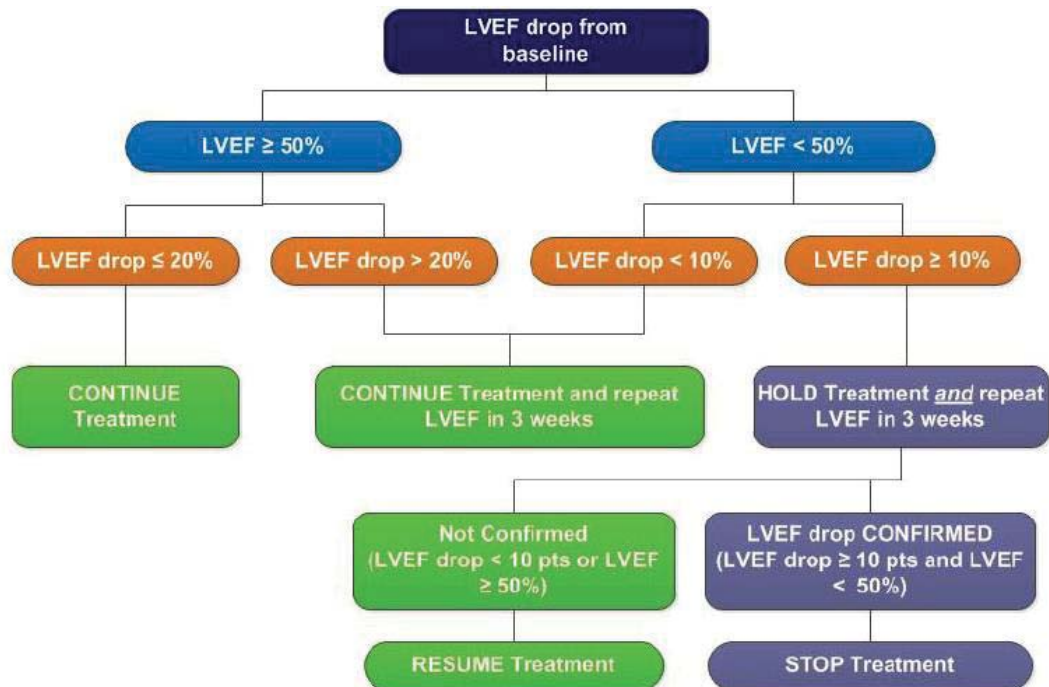 LVEF drop from
baseline
LVEF ≥ 50%
LVEF < 50%
LVEF drop ≤ 20%
LVEF drop > 20%
LVEF drop < 10%
LVEF drop ≥ 10%
CONTINUE
Treatment
CONTINUE Treatment and repeat
LVEF in 3 weeks
HOLD Treatment and repeat
LVEF in 3 weeks
Not Confirmed
(LVEF drop < 10 pts or LVEF
≥ 50%)
LVEF drop CONFIRMED
(LVEF drop ≥ 10 pts and LVEF
< 50%)
RESUME Treatment
STOP Treatment